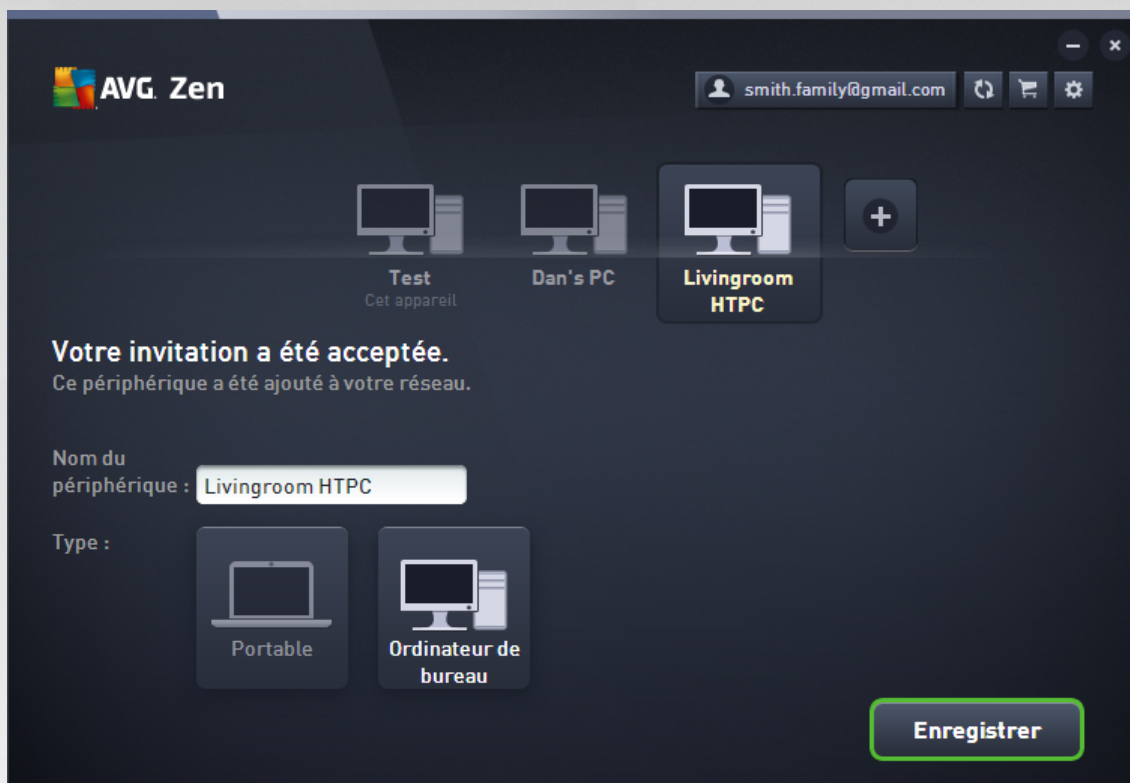 AVG. Zen
smith.family@gmail.com
Test
Cet appareil
Dan's PC
Livingroom
HTPC
Votre invitation a été acceptée.
Ce périphérique a été ajouté à votre réseau.
Nom du
périphérique :
Livingroom HTPC
Type :
Portable
Ordinateur de
bureau
Enregistrer